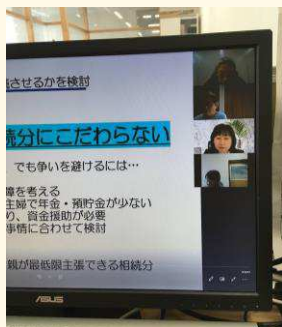 させるかを検討
続分にこだわらない
でも争いを避けるには…
障を考える
主婦で年金・預貯金が少ない
り、資金援助が必要
事情に合わせて検討
親が最低限主張できる相続分
ASUS